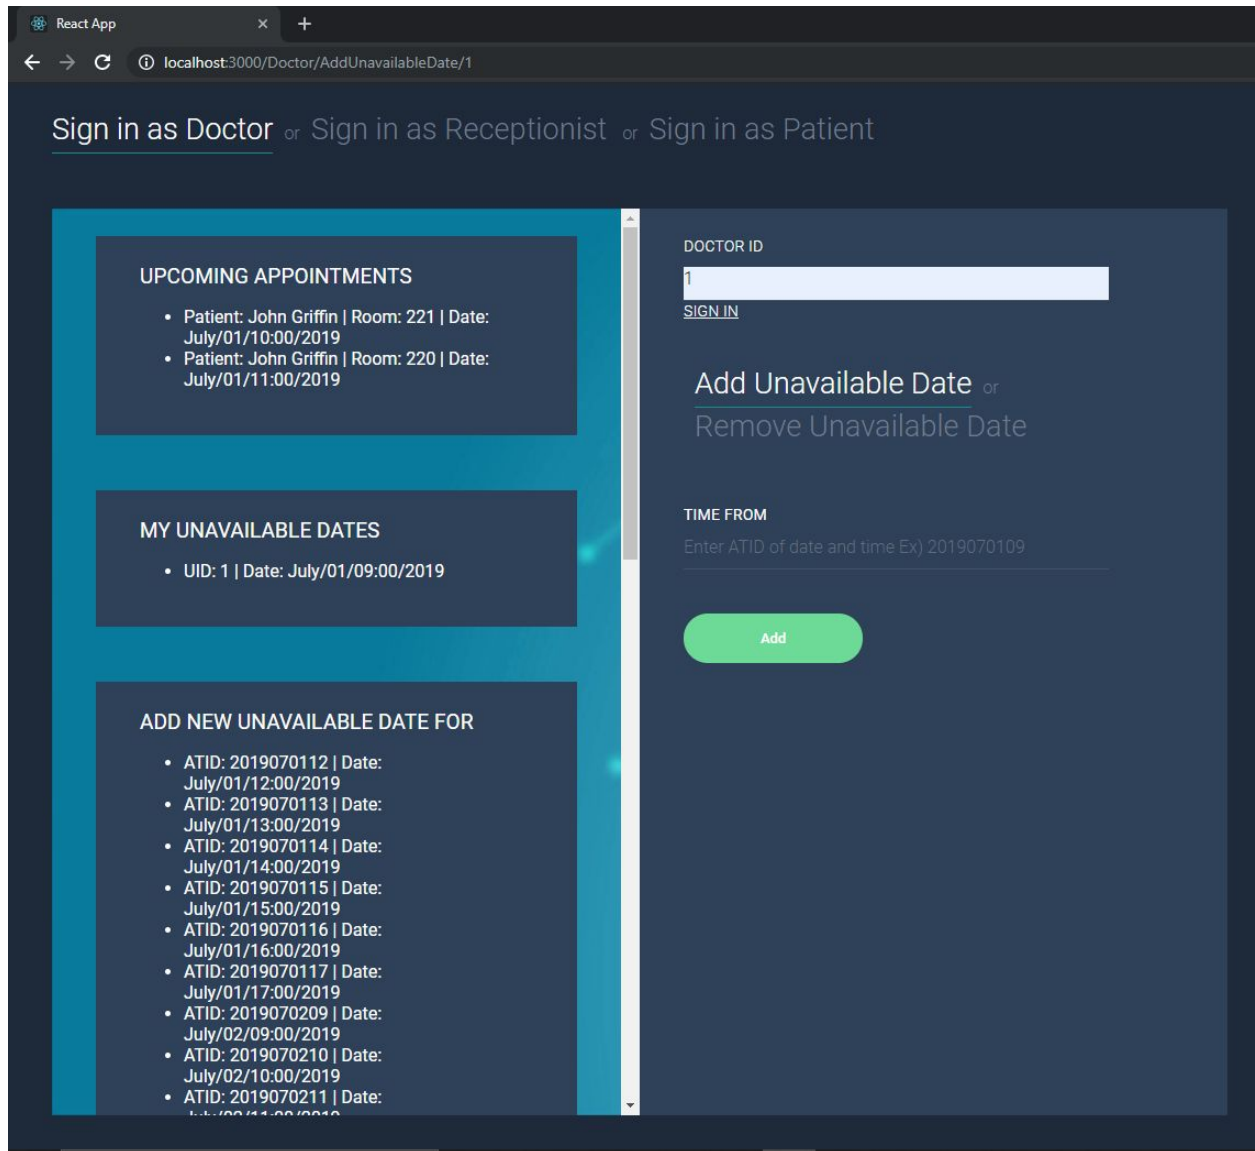 React App
localhost:3000/Doctor/AddUnavailableDate/1
Sign in as Doctor or Sign in as Receptionist or Sign in as Patient
UPCOMING APPOINTMENTS
• Patient: John Griffin | Room: 221 | Date:
July/01/10:00/2019
• Patient: John Griffin | Room: 220 | Date:
July/01/11:00/2019
MY UNAVAILABLE DATES
• UID: 1 | Date: July/01/09:00/2019
ADD NEW UNAVAILABLE DATE FOR
• ATID: 2019070112 | Date:
July/01/12:00/2019
• ATID: 2019070113 | Date:
July/01/13:00/2019
• ATID: 2019070114 | Date:
July/01/14:00/2019
• ATID: 2019070115 | Date:
July/01/15:00/2019
• ATID: 2019070116 | Date:
July/01/16:00/2019
• ATID: 2019070117 | Date:
July/01/17:00/2019
• ATID: 2019070209 | Date:
July/02/09:00/2019
• ATID: 2019070210 | Date:
July/02/10:00/2019
• ATID: 2019070211 | Date:
DOCTOR ID
1
SIGN IN
Add Unavailable Date or
Remove Unavailable Date
TIME FROM
Enter ATID of date and time Ex) 2019070109
Add